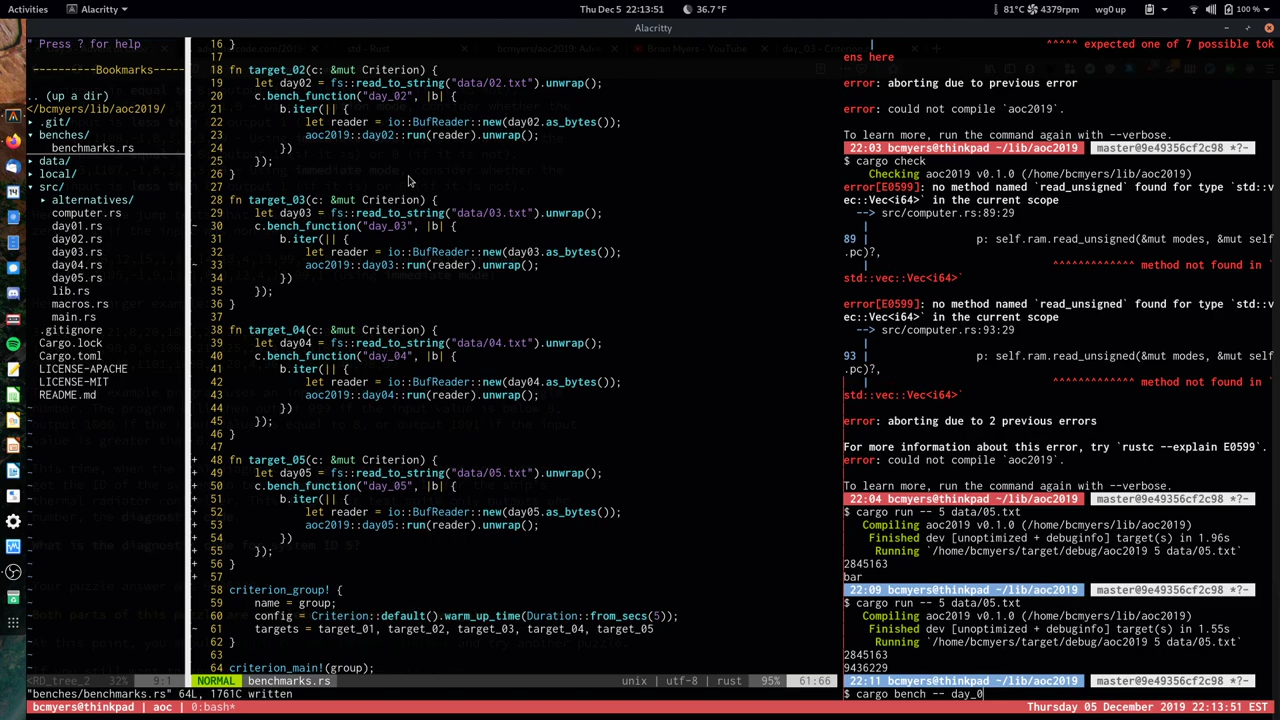 Activities
Alacritty
Thu Dec 5 22:13:51
36.7 °F
81°C
4379rpm
wg0 up
100 %
Alacritty
" Press ? for help
----------Bookmarks----------
.. (up a dir)
</bcmyers/lib/aoc2019/
▸ .git/
▾ benches/
benchmarks.rs
▸ data/
▸ local/
▾ src/
▸ alternatives/
computer.rs
day01.rs
day02.rs
day03.rs
day04.rs
day05.rs
lib.rs
macros.rs
main.rs
.gitignore
Cargo.lock
Cargo.toml
LICENSE-APACHE
LICENSE-MIT
README.md
<RD_tree_2 32% 9:1
16 }
17
18 fn target_02(c: &mut Criterion) {
19 let day02 = fs::read_to_string("data/02.txt").unwrap();
20 c.bench_function("day_02", |b| {
21 b.iter(|| {
22 let reader = io::BufReader::new(day02.as_bytes());
23 aoc2019::day02::run(reader).unwrap();
24 })
25 });
26 }
27
28 fn target_03(c: &mut Criterion) {
29 let day03 = fs::read_to_string("data/03.txt").unwrap();
~ 30 c.bench_function("day_03", |b| {
31 b.iter(|| {
32 let reader = io::BufReader::new(day03.as_bytes());
~ 33 aoc2019::day03::run(reader).unwrap();
34 })
35 });
36 }
37
38 fn target_04(c: &mut Criterion) {
39 let day04 = fs::read_to_string("data/04.txt").unwrap();
40 c.bench_function("day_04", |b| {
41 b.iter(|| {
42 let reader = io::BufReader::new(day04.as_bytes());
43 aoc2019::day04::run(reader).unwrap();
44 })
45 });
46 }
47
+ 48 fn target_05(c: &mut Criterion) {
+ 49 let day05 = fs::read_to_string("data/05.txt").unwrap();
+ 50 c.bench_function("day_05", |b| {
+ 51 b.iter(|| {
+ 52 let reader = io::BufReader::new(day05.as_bytes());
+ 53 aoc2019::day05::run(reader).unwrap();
+ 54 })
+ 55 });
+ 56 }
+ 57
58 criterion_group! {
59 name = group;
60 config = Criterion::default().warm_up_time(Duration::from_secs(5));
~ 61 targets = target_01, target_02, target_03, target_04, target_05
62 }
63
64 criterion_main!(group);
NORMAL benchmarks.rs unix | utf-8 | rust 95% 61:66
"benches/benchmarks.rs" 64L, 1761C written
| ^^^^^ expected one of 7 possible tok
ens here
error: aborting due to previous error
error: could not compile `aoc2019`.
To learn more, run the command again with --verbose.
22:03 bcmyers@thinkpad ~/lib/aoc2019 master@9e49356cf2c98 *?~
$ cargo check
Checking aoc2019 v0.1.0 (/home/bcmyers/lib/aoc2019)
error[E0599]: no method named `read_unsigned` found for type `std::v
ec::Vec<i64>` in the current scope
--> src/computer.rs:89:29
|
89 | p: self.ram.read_unsigned(&mut modes, &mut self
.pc)?,
| ^^^^^^^^^^^^^ method not found in `
std::vec::Vec<i64>`
error[E0599]: no method named `read_unsigned` found for type `std::v
ec::Vec<i64>` in the current scope
--> src/computer.rs:93:29
|
93 | p: self.ram.read_unsigned(&mut modes, &mut self
.pc)?,
| ^^^^^^^^^^^^^ method not found in `
std::vec::Vec<i64>`
error: aborting due to 2 previous errors
For more information about this error, try `rustc --explain E0599`.
error: could not compile `aoc2019`.
To learn more, run the command again with --verbose.
22:04 bcmyers@thinkpad ~/lib/aoc2019 master@9e49356cf2c98 *?~
$ cargo run -- 5 data/05.txt
Compiling aoc2019 v0.1.0 (/home/bcmyers/lib/aoc2019)
Finished dev [unoptimized + debuginfo] target(s) in 1.96s
Running `/home/bcmyers/target/debug/aoc2019 5 data/05.txt`
2845163
bar
22:09 bcmyers@thinkpad ~/lib/aoc2019 master@9e49356cf2c98 *?~
$ cargo run -- 5 data/05.txt
Compiling aoc2019 v0.1.0 (/home/bcmyers/lib/aoc2019)
Finished dev [unoptimized + debuginfo] target(s) in 1.55s
Running `/home/bcmyers/target/debug/aoc2019 5 data/05.txt`
2845163
9436229
22:11 bcmyers@thinkpad ~/lib/aoc2019 master@9e49356cf2c98 *?~
$ cargo bench -- day_0
bcmyers@thinkpad | aoc | 0:bash*
Thursday 05 December 2019 22:13:51 EST